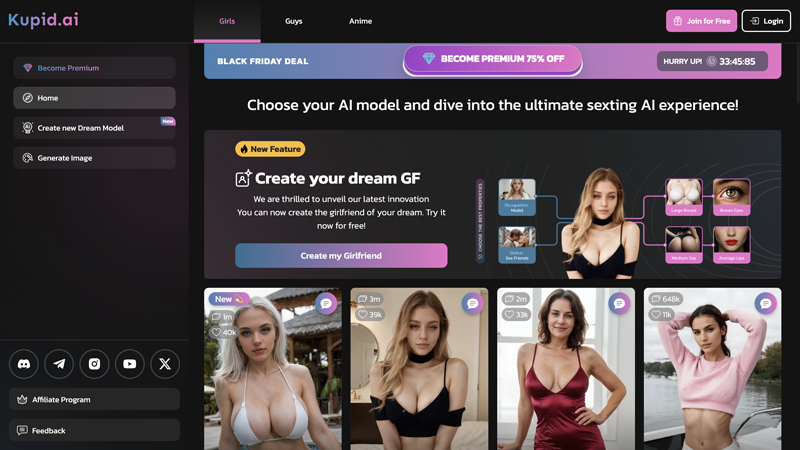 Kupid.ai
Girls
Guys
Anime
Join for Free
Login
Become Premium
Home
Create new Dream Model
New
Generate Image
BLACK FRIDAY DEAL
BECOME PREMIUM 75% OFF
HURRY UP!
33:45:85
Choose your AI model and dive into the ultimate sexting AI experience!
New Feature
Create your dream GF
We are thrilled to unveil our latest innovation
You can now create the girlfriend of your dream. Try it
now for free!
Create my Girlfriend
CHOOSE THE BEST PROPERTIES
Occupation
Model
Status
Sex Friends
Large Breast
Brown Eyes
Medium Ass
Average Lips
New
1m
40k
3m
39k
2m
33k
648k
11k
Affiliate Program
Feedback